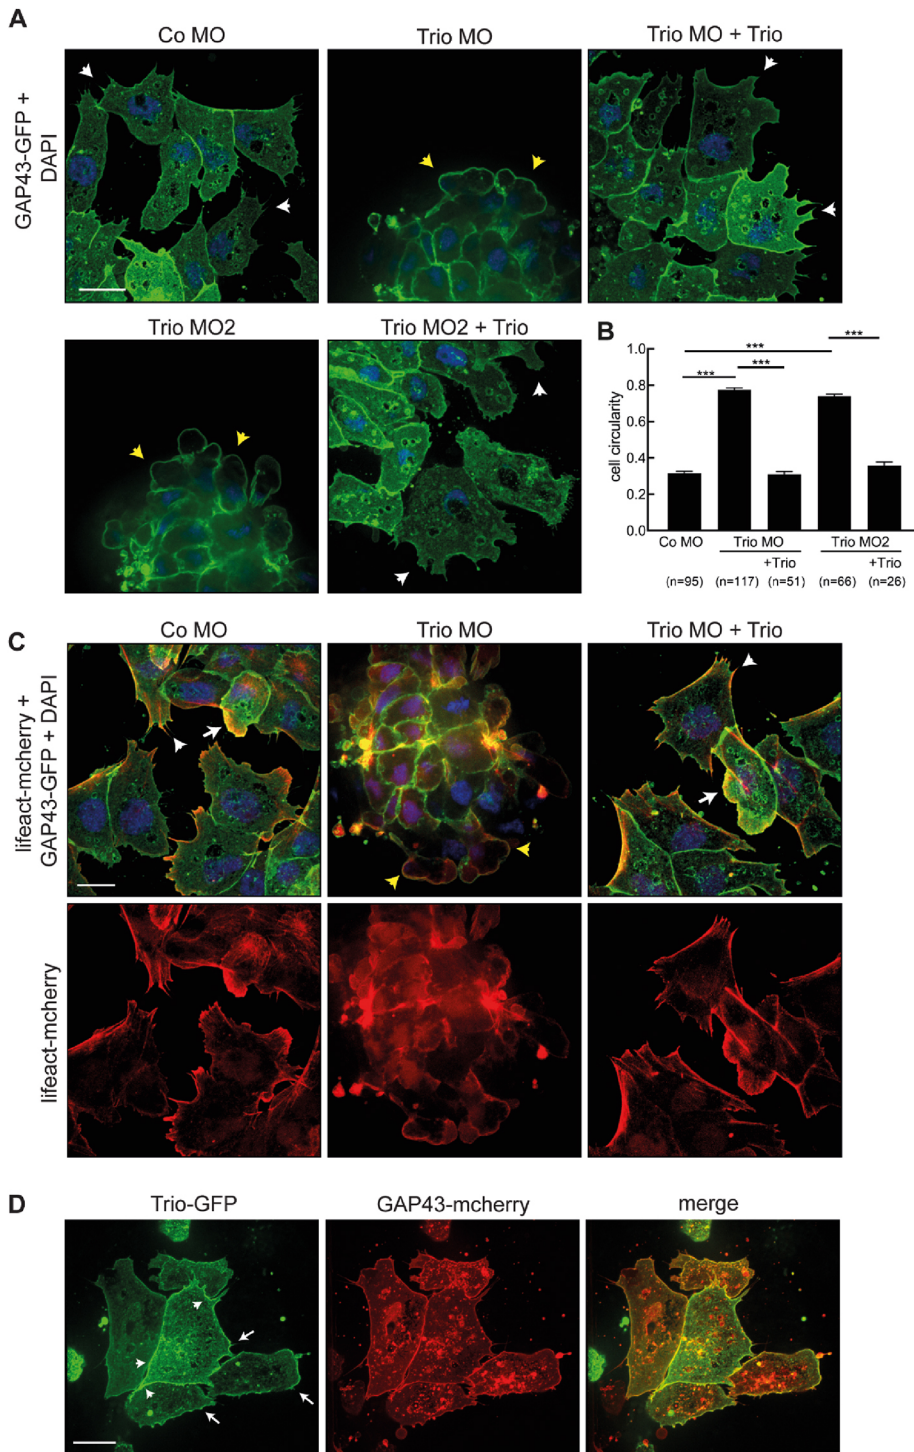 A
Co MO
Trio MO
Trio MO + Trio
GAP43-GFP +
DAPI
Trio MO2
Trio MO2 + Trio
B
cell circularity
1.0
0.8
0.6
0.4
0.2
0.0
***
***
***
***
Co MO
Trio MO
Trio MO2
+Trio
+Trio
(n=95)
(n=117)
(n=51)
(n=66)
(n=26)
C
Co MO
Trio MO
Trio MO + Trio
lifeact-mcherry +
GAP43-GFP + DAPI
lifeact-mcherry
D
Trio-GFP
GAP43-mcherry
merge